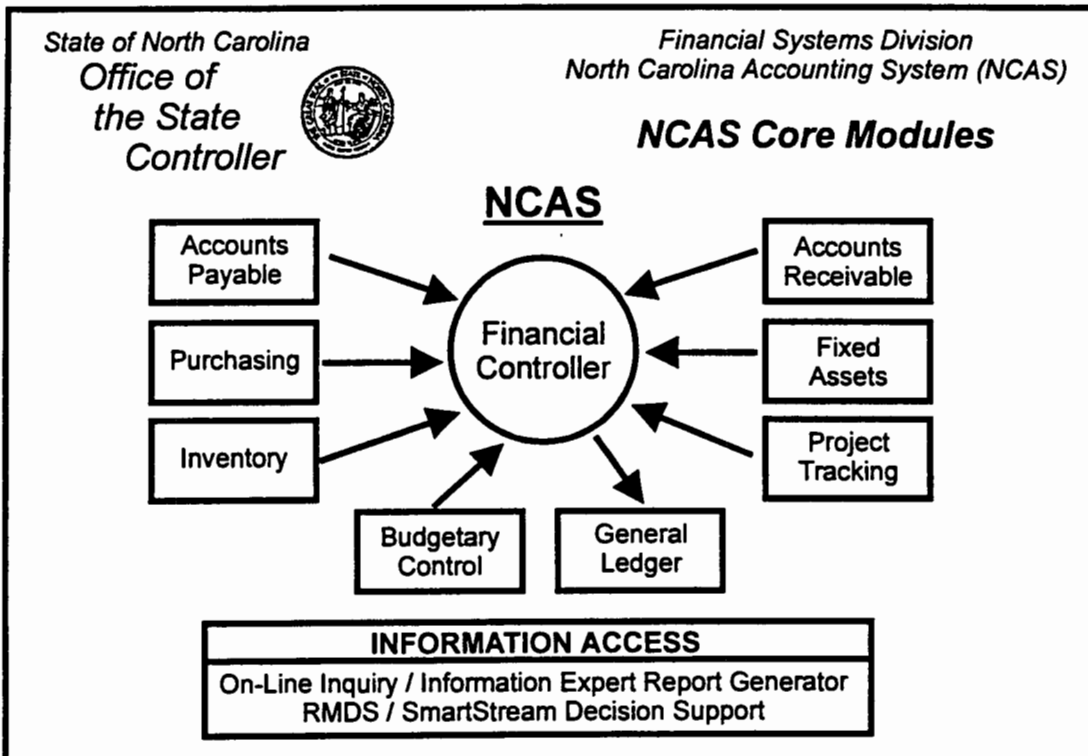 State of North Carolina
Office of
the State
Controller
Financial Systems Division
North Carolina Accounting System (NCAS)
NCAS Core Modules
NCAS
Accounts
Payable
Purchasing
Inventory
Financial
Controller
Accounts
Receivable
Fixed
Assets
Project
Tracking
Budgetary
Control
General
Ledger
INFORMATION ACCESS
On-Line Inquiry / Information Expert Report Generator
RMDS / SmartStream Decision Support